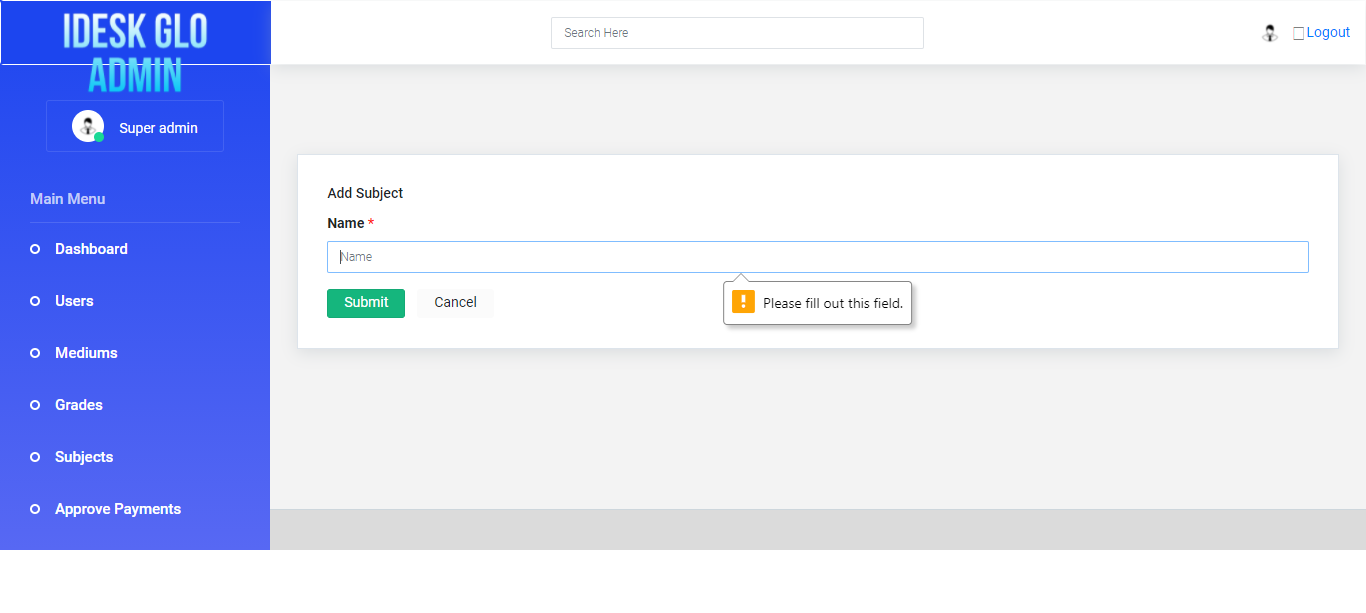 IDESK GLO
ADMIN
Search Here
Logout
Super admin
Main Menu
Dashboard
Users
Mediums
Grades
Subjects
Approve Payments
Add Subject
Name *
Name
Submit
Cancel
Please fill out this field.